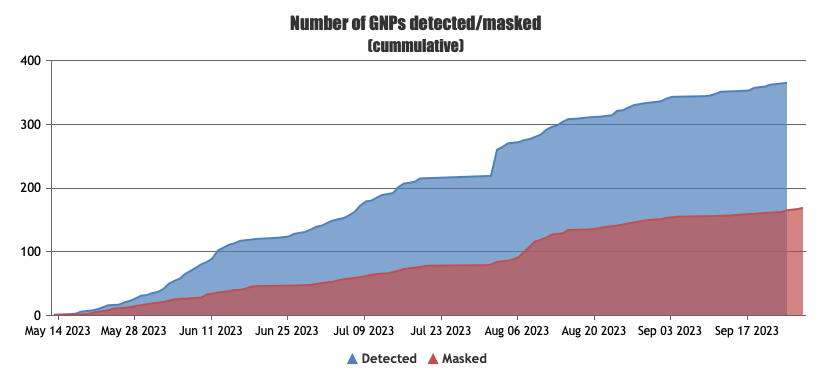 Number of GNPs detected/masked
(cummulative)
400
300
200
100
0
May 14 2023 May 28 2023 Jun 11 2023 Jun 25 2023 Jul 09 2023 Jul 23 2023 Aug 06 2023 Aug 20 2023 Sep 03 2023 Sep 17 2023
Detected Masked